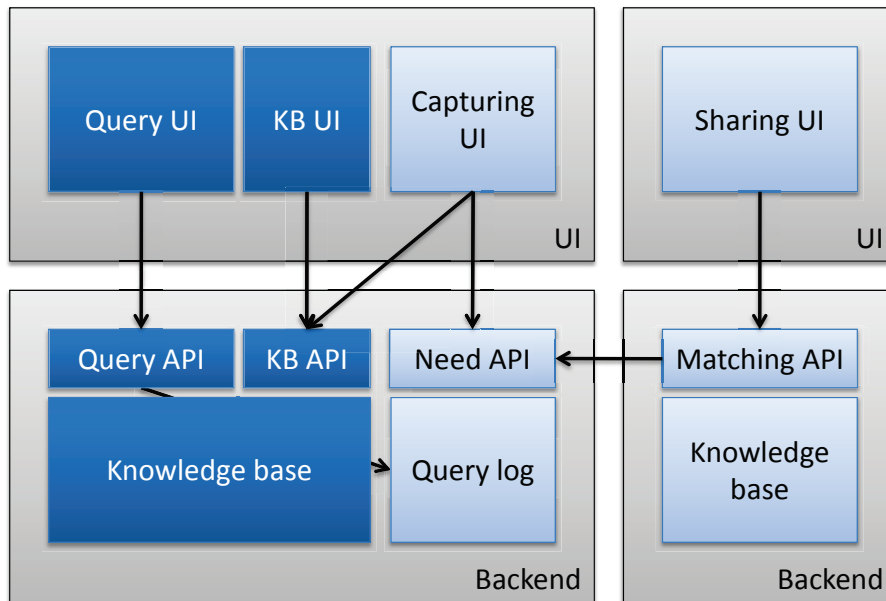 Query UI
KB UI
Capturing
UI
Sharing UI
UI
UI
Query API
KB API
Need API
Matching API
Knowledge base
Query log
Knowledge
base
Backend
Backend